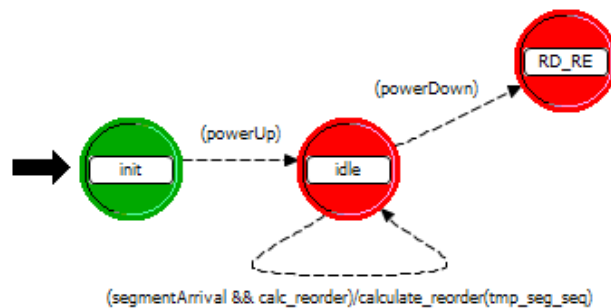 RD_RE
(powerDown)
(powerUp)
init
idle
(segmentArrival && calc_reorder)/calculate_reorder(tmp_seg_seq)